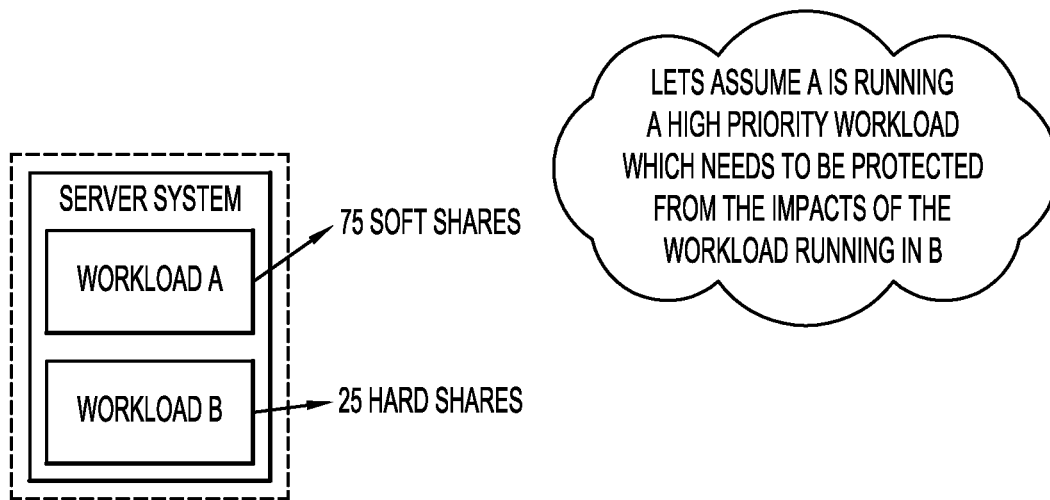 LETS ASSUME A IS RUNNING
A HIGH PRIORITY WORKLOAD
WHICH NEEDS TO BE PROTECTED
FROM THE IMPACTS OF THE
WORKLOAD RUNNING IN B
SERVER SYSTEM
WORKLOAD A
75 SOFT SHARES
WORKLOAD B
25 HARD SHARES